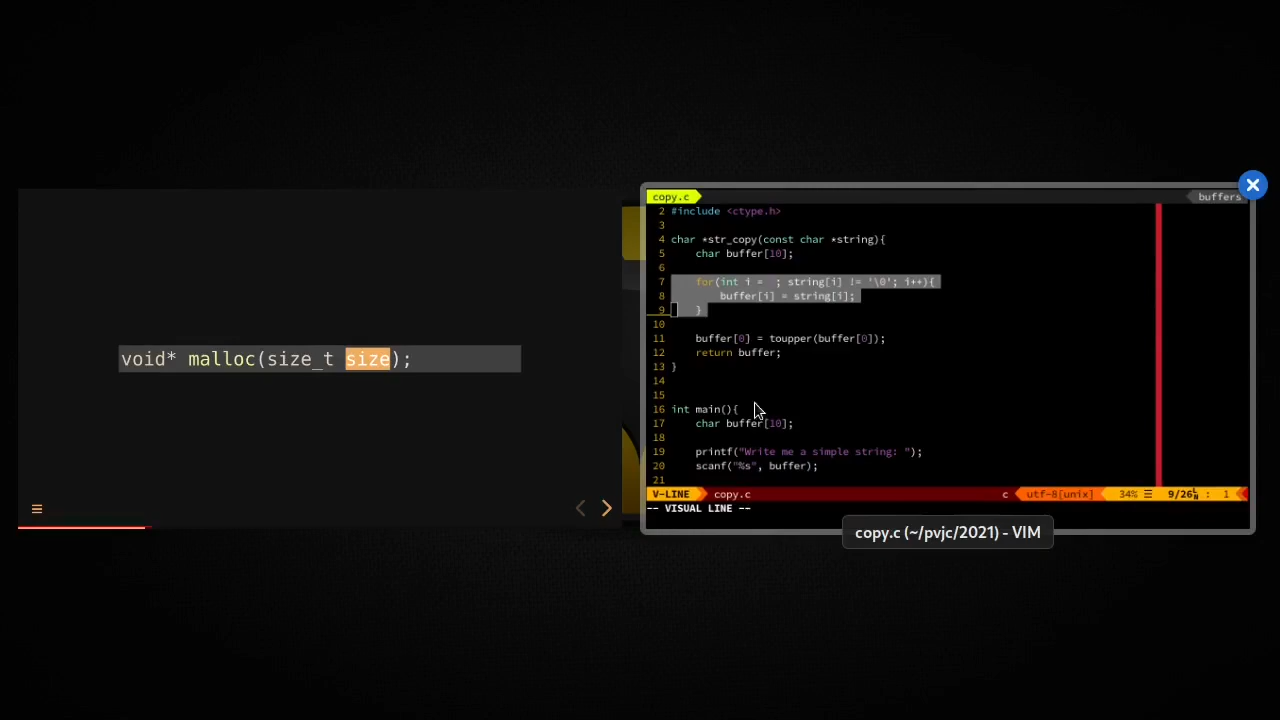 void* malloc(size_t size);
copy.c
buffers
2 #include <ctype.h>
3
4 char *str_copy(const char *string){
5 char buffer[10];
6
7 for(int i = ; string[i] != '\0'; i++){
8 buffer[i] = string[i];
9 }
10
11 buffer[0] = toupper(buffer[0]);
12 return buffer;
13 }
14
15
16 int main(){
17 char buffer[10];
18
19 printf("Write me a simple string: ");
20 scanf("%s", buffer);
21
V-LINE copy.c c utf-8[unix] 34% ☰ 9/26 : 1
-- VISUAL LINE --
copy.c (~/pvjc/2021) - VIM